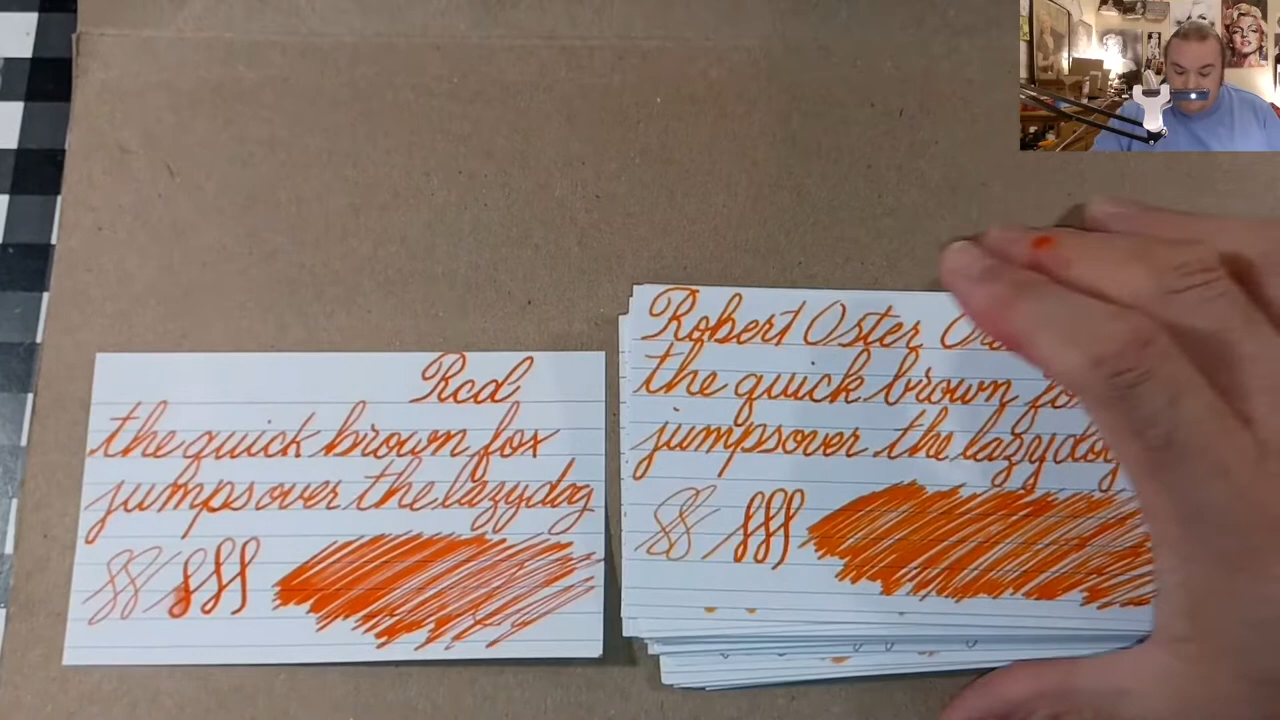 Red
the quick brown fox
jumps over the lazy dog
Robert Oster
the quick brown
jumps over the lazy dog